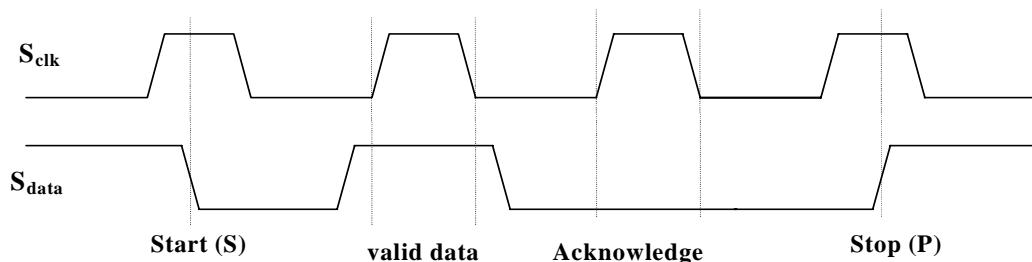 Sclk
Sdata
Start (S)
valid data
Acknowledge
Stop (P)